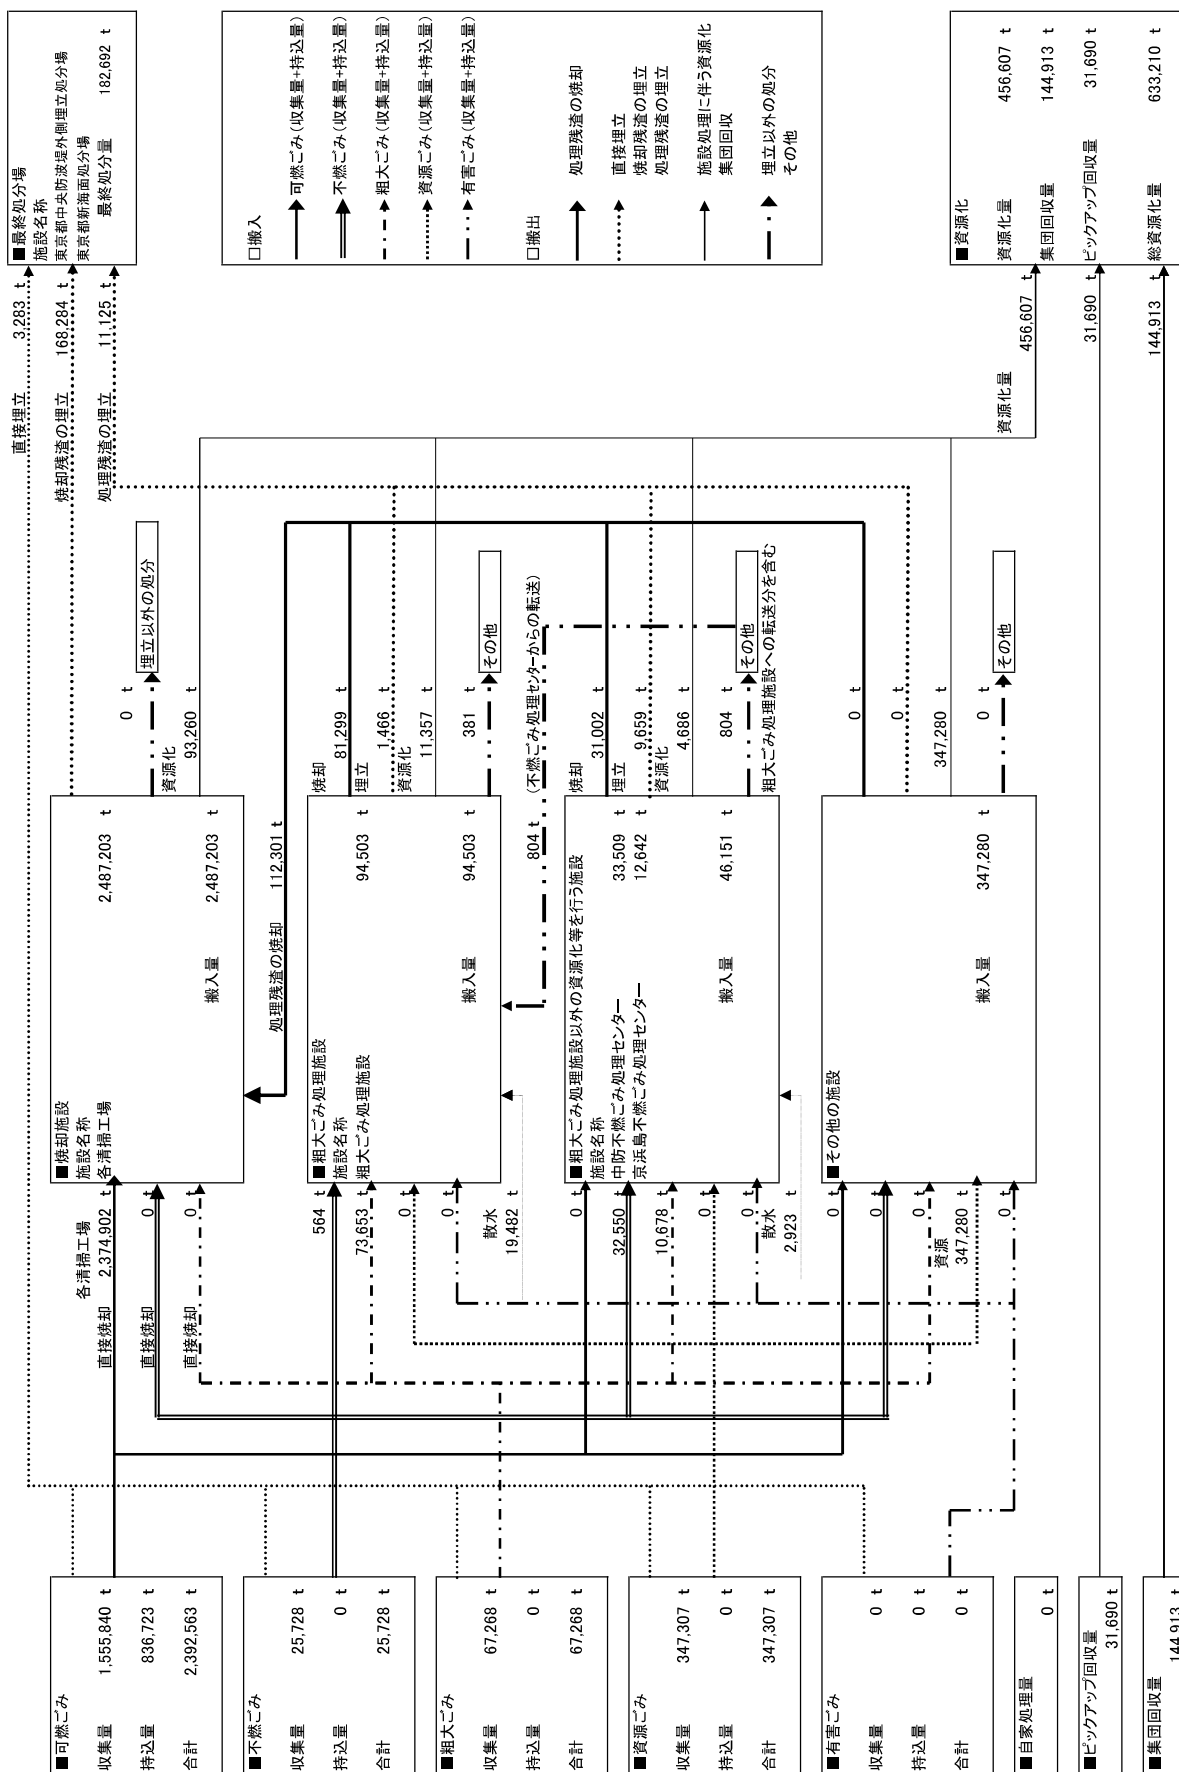 ■可燃ごみ
収集量 1,555,840 t
持込量 836,723 t
合計 2,392,563 t
■不燃ごみ
収集量 25,728 t
持込量 0 t
合計 25,728 t
■粗大ごみ
収集量 67,268 t
持込量 0 t
合計 67,268 t
■資源ごみ
収集量 347,307 t
持込量 0 t
合計 347,307 t
■有害ごみ
収集量 0 t
持込量 0 t
合計 0 t
■自家処理量
0 t
■ピックアップ回収量
31,690 t
■集団回収量
144,913 t
各清掃工場
直接焼却 2,374,902 t
直接焼却 0 t
直接焼却 0 t
564 t
73,653 t
0 t
0 t
散水
19,482 t
0 t
32,550 t
10,678 t
0 t
0 t
散水
2,923 t
0 t
0 t
0 t
資源
347,280 t
0 t
■焼却施設
施設名称
各清掃工場 2,487,203 t
搬入量 2,487,203 t
処理残渣の焼却 112,301 t
■粗大ごみ処理施設
施設名称
粗大ごみ処理施設 94,503 t
搬入量 94,503 t
804 t (不燃ごみ処理センターからの転送)
■粗大ごみ処理施設以外の資源化等を行う施設
施設名称
中防不燃ごみ処理センター 33,509 t
京浜島不燃ごみ処理センター 12,642 t
搬入量 46,151 t
■その他の施設
搬入量 347,280 t
0 t
埋立以外の処分
資源化
93,260 t
焼却
81,299 t
埋立
1,466 t
資源化
11,357 t
381 t
その他
焼却
31,002 t
埋立
9,659 t
資源化
4,686 t
804 t
その他
粗大ごみ処理施設への転送分を含む
0 t
0 t
347,280 t
0 t
その他
直接埋立 3,283 t
焼却残渣の埋立 168,284 t
処理残渣の埋立 11,125 t
資源化量 456,607 t
31,690 t
144,913 t
■最終処分場
施設名称
東京都中央防波堤外側埋立処分場
東京都新海面処分場
最終処分量 182,692 t
□搬入
可燃ごみ(収集量+持込量)
不燃ごみ(収集量+持込量)
粗大ごみ(収集量+持込量)
資源ごみ(収集量+持込量)
有害ごみ(収集量+持込量)
□搬出
処理残渣の焼却
直接埋立
焼却残渣の埋立
処理残渣の埋立
施設処理に伴う資源化
集団回収
埋立以外の処分
その他
■資源化
資源化量 456,607 t
集団回収量 144,913 t
ピックアップ回収量 31,690 t
総資源化量 633,210 t